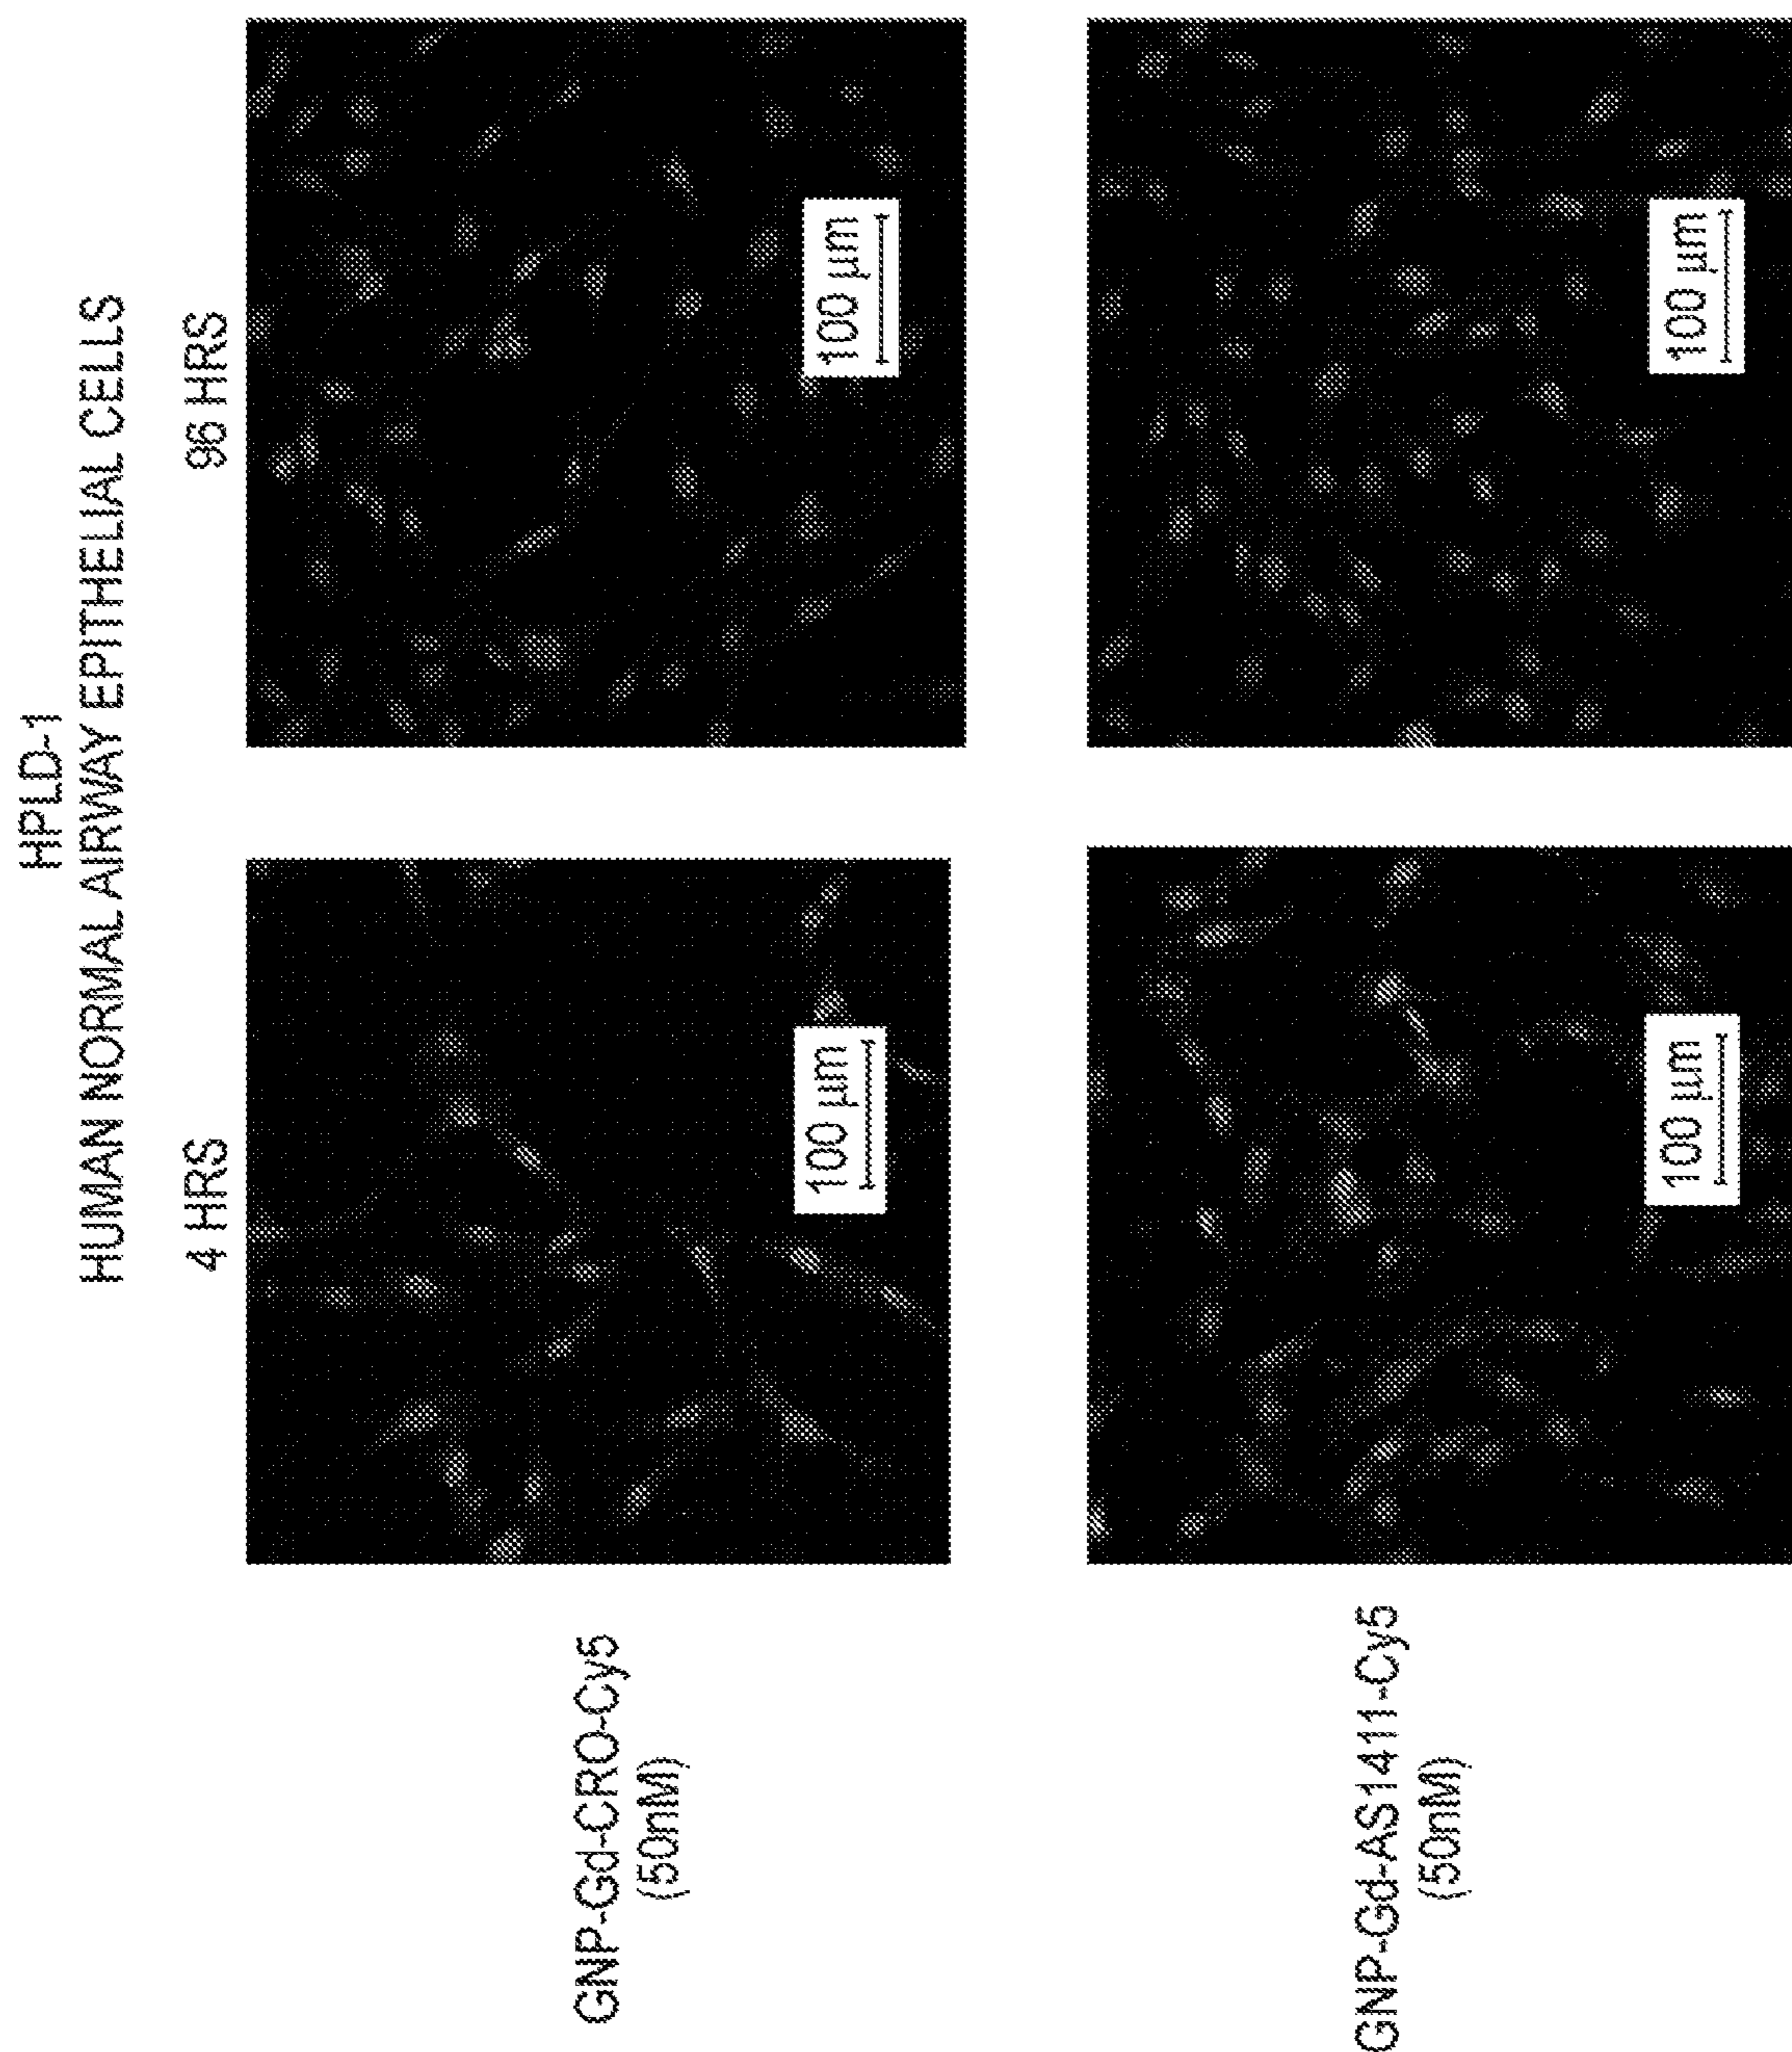 HPLD-1
HUMAN NORMAL AIRWAY EPITHELIAL CELLS
4 HRS
96 HRS
GNP-Gd-CRO-Cy5
(50nM)
100 µm
100 µm
GNP-Gd-AS1411-Cy5
(50nM)
100 µm
100 µm